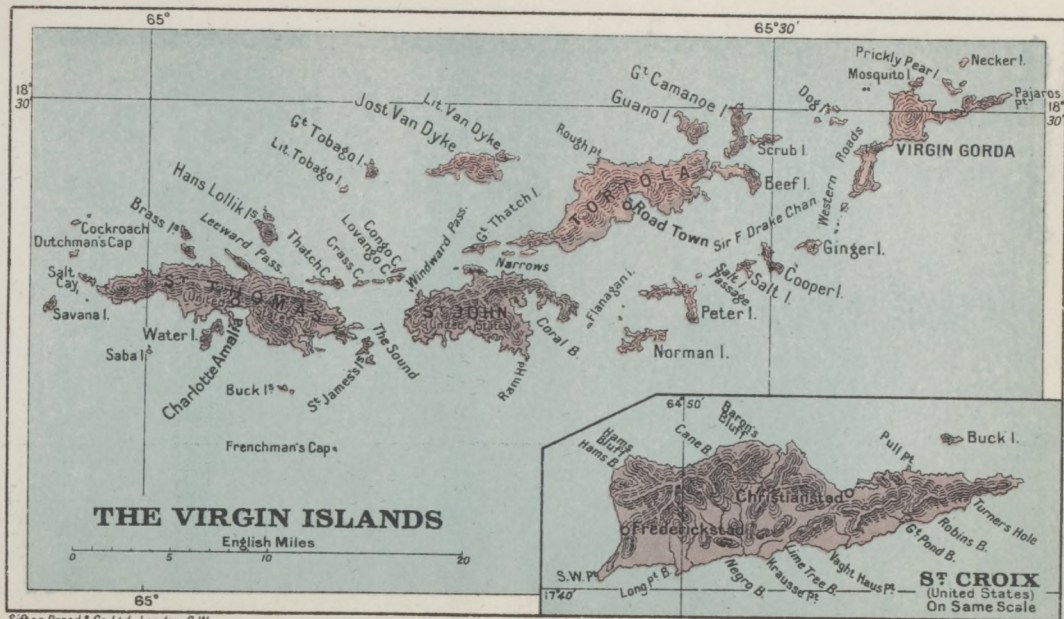 65°
65°30'
18
30
Prickly Pear I.
Necker I.
Mosquito I.
Pajaros
Pt.
18°
30
Gt Camanoe I.
Guano I.
Dog Is
Lit. Van Dyke
Jost Van Dyke
Gt Tobago I.
Lit. Tobago I.
Rough Pt.
Scrub I.
VIRGIN GORDA
Western Roads
Beef I.
TORTOLA
Road Town
Sir F. Drake Chan.
Hans Lollik Is
Brass Is
Cockroach
Dutchman's Cap
Leeward Pass.
Thatch C.
Grass C.
Lovango C.
Congo C.
Windward Pass.
Gt Thatch I.
Narrows
Ginger I.
Cooper I.
Salt I.
Salt I.
Passage
Flanagan I.
Peter I.
Norman I.
Salt
Cay
Savana I.
ST THOMAS
(United States)
ST JOHN
(United States)
Coral B.
Ram Hd
Water I.
Saba I.
Charlotte Amalia
The Sound
St James's Is
Buck Is
Frenchman's Cap
THE VIRGIN ISLANDS
English Miles
0 5 10 20
65°
64°50'
Hams
Bluff
Hams B.
Cane B.
Baron's
Bluff
Pull Pt.
Buck I.
Christiansted
Frederickstad
Turner's Hole
Robins B.
Gt Pond B.
Vaght Haus Pt.
Lime Tree B.
Krausse Pt.
Negro B.
Long Pt B.
S.W. Pt.
17°40'
ST CROIX
(United States)
On Same Scale